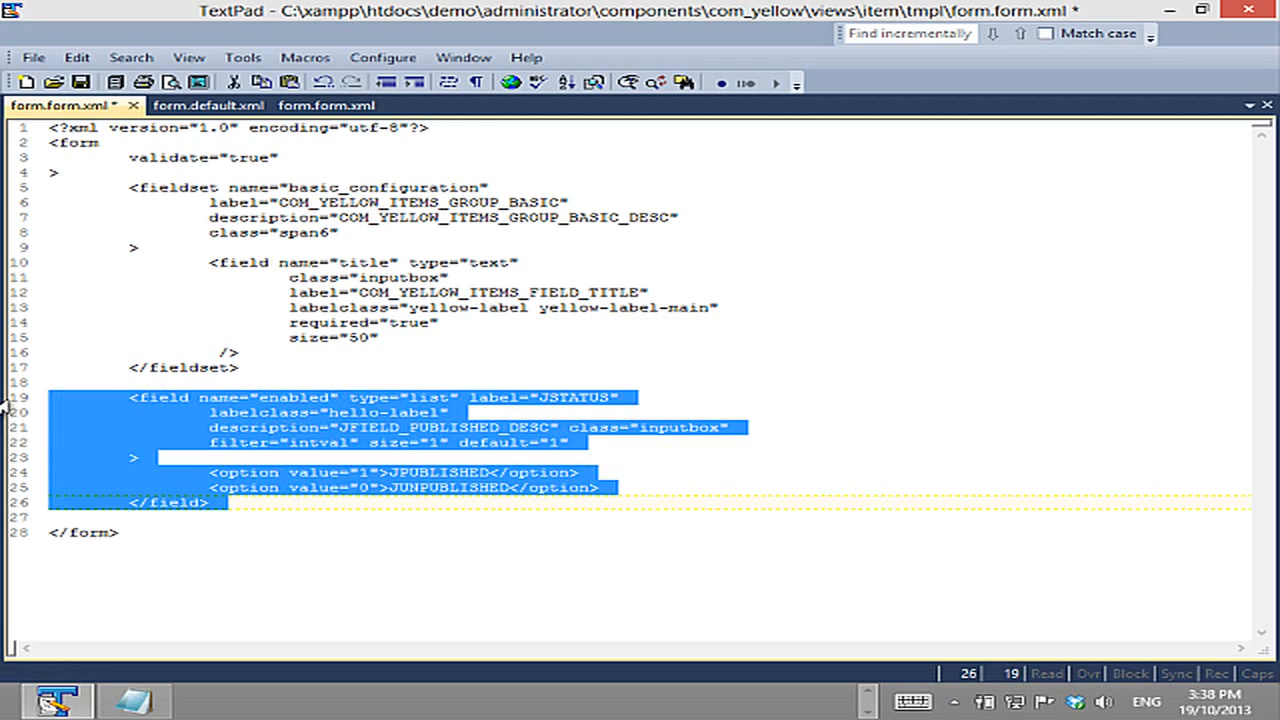 TextPad - C:\xampp\htdocs\demo\administrator\components\com_yellow\views\item\tmpl\form.form.xml *
Find incrementally Match case
File Edit Search View Tools Macros Configure Window Help
form.form.xml * form.default.xml form.form.xml
1 <?xml version="1.0" encoding="utf-8"?>
2 <form
3 validate="true"
4 >
5 <fieldset name="basic_configuration"
6 label="COM_YELLOW_ITEMS_GROUP_BASIC"
7 description="COM_YELLOW_ITEMS_GROUP_BASIC_DESC"
8 class="span6"
9 >
10 <field name="title" type="text"
11 class="inputbox"
12 label="COM_YELLOW_ITEMS_FIELD_TITLE"
13 labelclass="yellow-label yellow-label-main"
14 required="true"
15 size="50"
16 />
17 </fieldset>
18
19 <field name="enabled" type="list" label="JSTATUS"
20 labelclass="hello-label"
21 description="JFIELD_PUBLISHED_DESC" class="inputbox"
22 filter="intval" size="1" default="1"
23 >
24 <option value="1">JPUBLISHED</option>
25 <option value="0">JUNPUBLISHED</option>
26 </field>
27
28 </form>
26 19 Read Ovr Block Sync Rec Caps
ENG 3:38 PM
19/10/2013